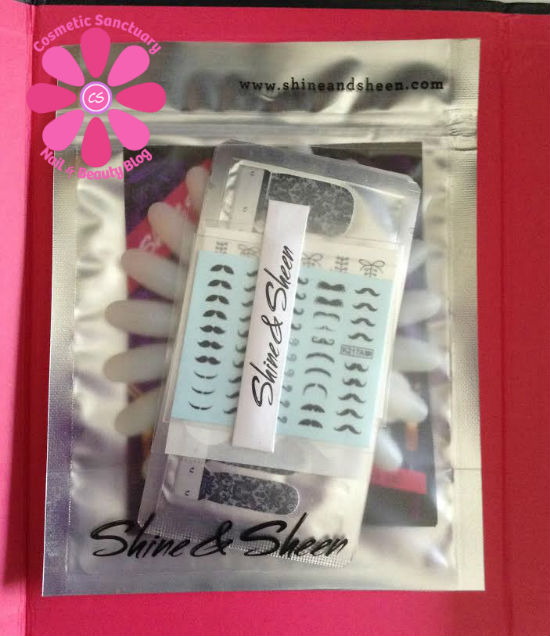 Cosmetic Sanctuary
CS
Nail & Beauty Blog
www.shineandsheen.com
Shine & Sheen
Shine & Sheen